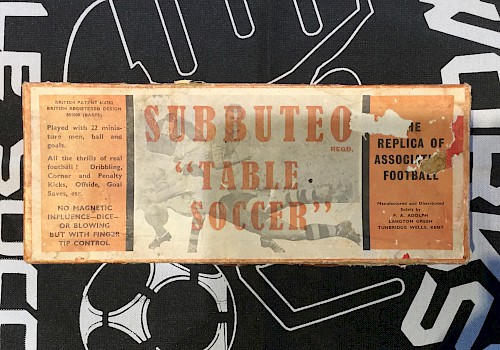 BRITISH PATENT
BRITISH REGISTERED DESIGN
(BASES)
Played with 22 minia-
ture men, ball and
goals.
All the thrills of real
football! Dribbling,
Corner and Penalty
Kicks, Offside, Goal
Saves, etc.
NO MAGNETIC
INFLUENCE—DICE—
OR BLOWING
BUT WITH FINGER
TIP CONTROL
SUBBUTEO
REGD.
"TABLE
SOCCER"
REPLICA OF
FOOTBALL
Manufactured and Distributed
Solely by
P. A. ADOLPH
LANGTON GREEN
TUNBRIDGE WELLS, KENT